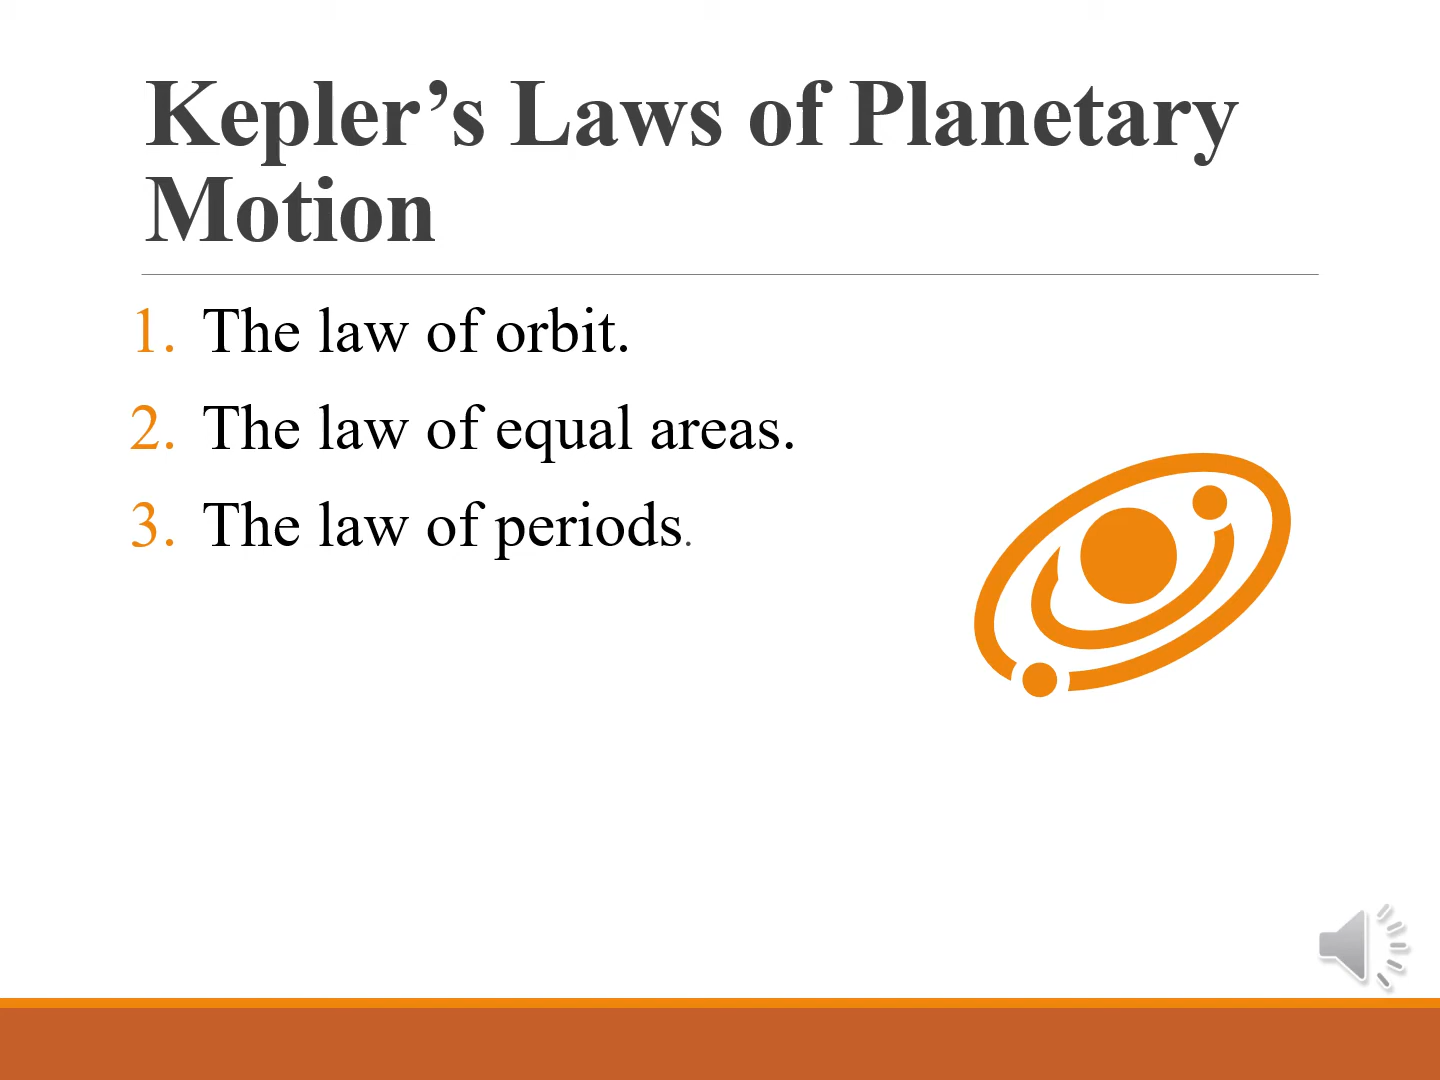 Kepler’s Laws of Planetary
Motion
1. The law of orbit.
2. The law of equal areas.
3. The law of periods.